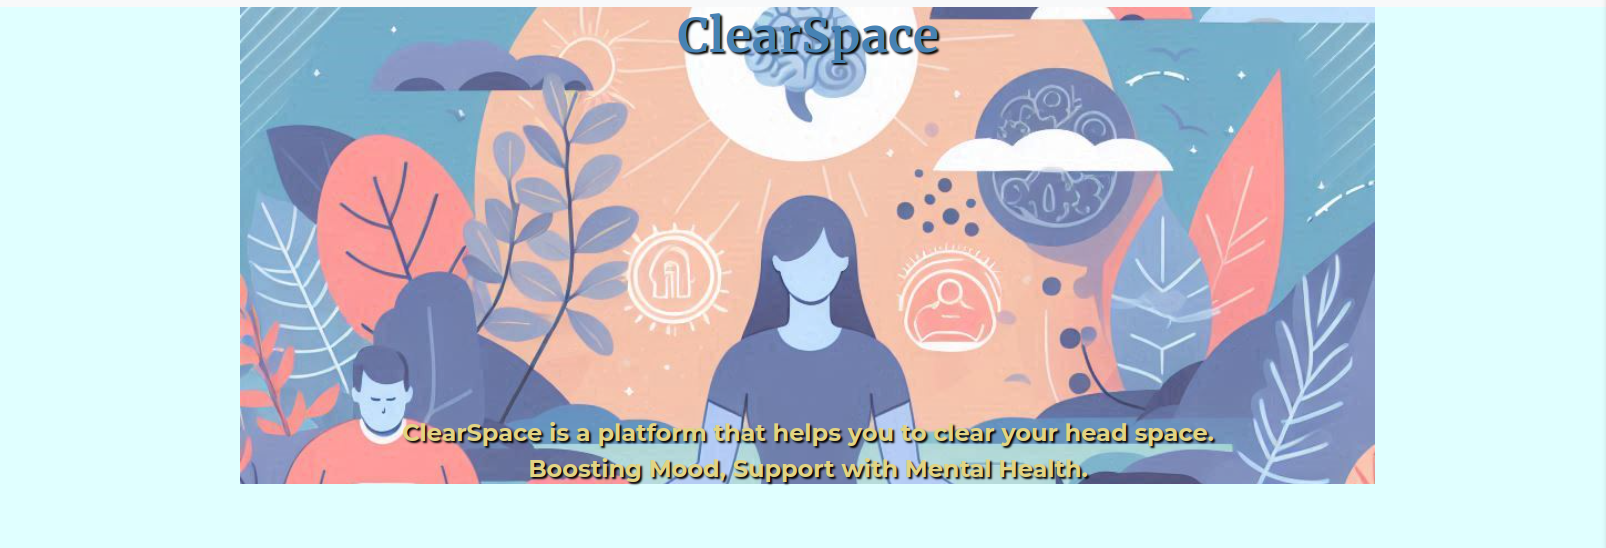 ClearSpace
ClearSpace is a platform that helps you to clear your head space.
Boosting Mood, Support with Mental Health.